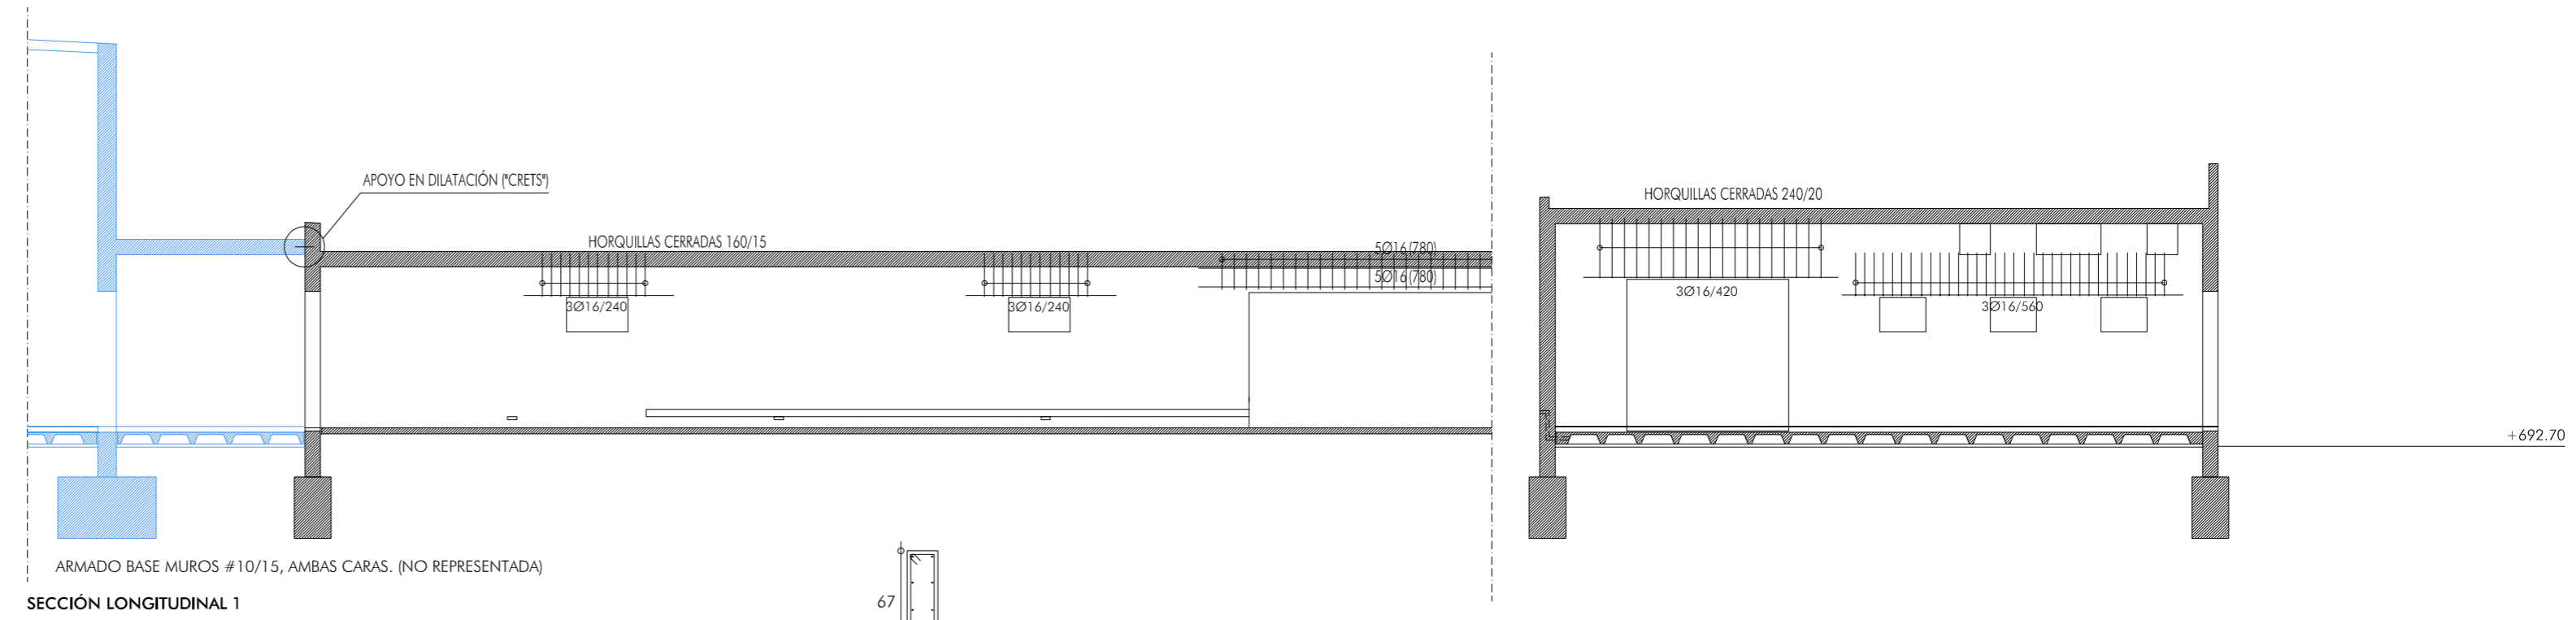 APOYO EN DILATACIÓN ("CRETS")
HORQUILLAS CERRADAS 160/15
5Ø16(780)
5Ø16(780)
3Ø16/240
3Ø16/240
HORQUILLAS CERRADAS 240/20
3Ø16/420
3Ø16/560
+692.70
ARMADO BASE MUROS #10/15, AMBAS CARAS. (NO REPRESENTADA)
SECCIÓN LONGITUDINAL 1
67